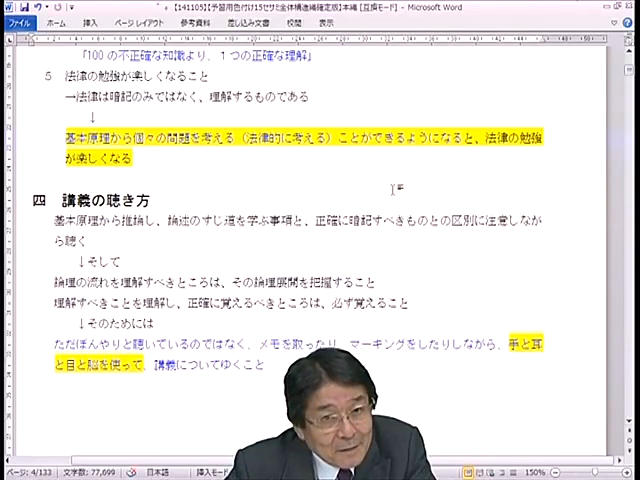 【141105】【予習用色付け15セサミ全体構造編確定版】本編 [互換モード] - Microsoft Word
ファイル ホーム 挿入 ページ レイアウト 参考資料 差し込み文書 校閲 表示
「100の不正確な知識より、1つの正確な理解」
5 法律の勉強が楽しくなること
→法律は暗記のみではなく、理解するものである
↓
基本原理から個々の問題を考える(法律的に考える)ことができるようになると、法律の勉強
が楽しくなる
四 講義の聴き方
基本原理から推論し、論述のすじ道を学ぶ事項と、正確に暗記すべきものとの区別に注意しなが
ら聴く
↓そして
論理の流れを理解すべきところは、その論理展開を把握すること
理解すべきことを理解し、正確に覚えるべきところは、必ず覚えること
↓そのためには
ただぼんやりと聴いているのではなく、メモを取ったり、マーキングをしたりしながら、手と耳
と目と脳を使って、講義についてゆくこと
ページ: 4/133 文字数: 77,699 日本語 挿入モード 150%